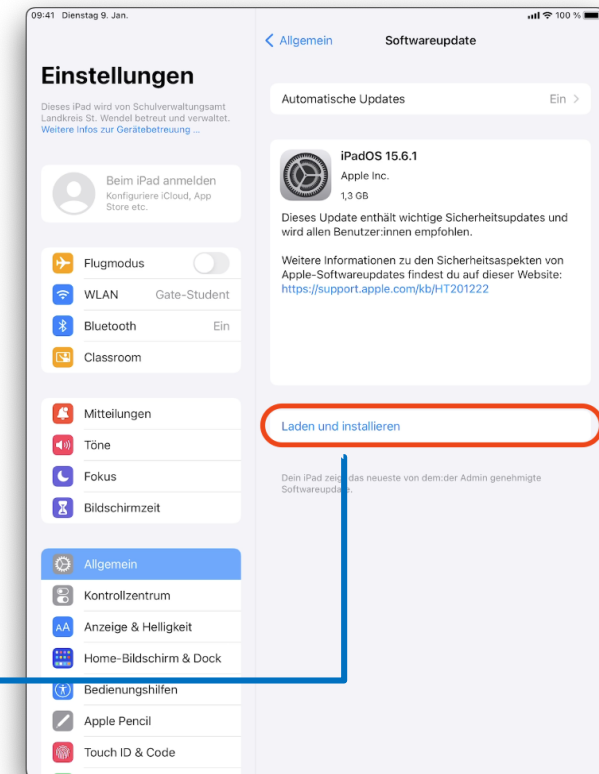 09:41 Dienstag 9. Jan.
100 %
Einstellungen
Dieses iPad wird von Schulverwaltungsamt
Landkreis St. Wendel betreut und verwaltet.
Weitere Infos zur Gerätebetreuung ...
Beim iPad anmelden
Konfiguriere iCloud, App
Store etc.
Flugmodus
WLAN Gate-Student
Bluetooth Ein
Classroom
Mitteilungen
Töne
Fokus
Bildschirmzeit
Allgemein
Kontrollzentrum
AA Anzeige & Helligkeit
Home-Bildschirm & Dock
Bedienungshilfen
Apple Pencil
Touch ID & Code
Allgemein Softwareupdate
Automatische Updates Ein
iPadOS 15.6.1
Apple Inc.
1,3 GB
Dieses Update enthält wichtige Sicherheitsupdates und
wird allen Benutzer:innen empfohlen.
Weitere Informationen zu den Sicherheitsaspekten von
Apple-Softwareupdates findest du auf dieser Website:
https://support.apple.com/kb/HT201222
Laden und installieren
Dein iPad zeigt das neueste von dem:der Admin genehmigte
Softwareupdate.